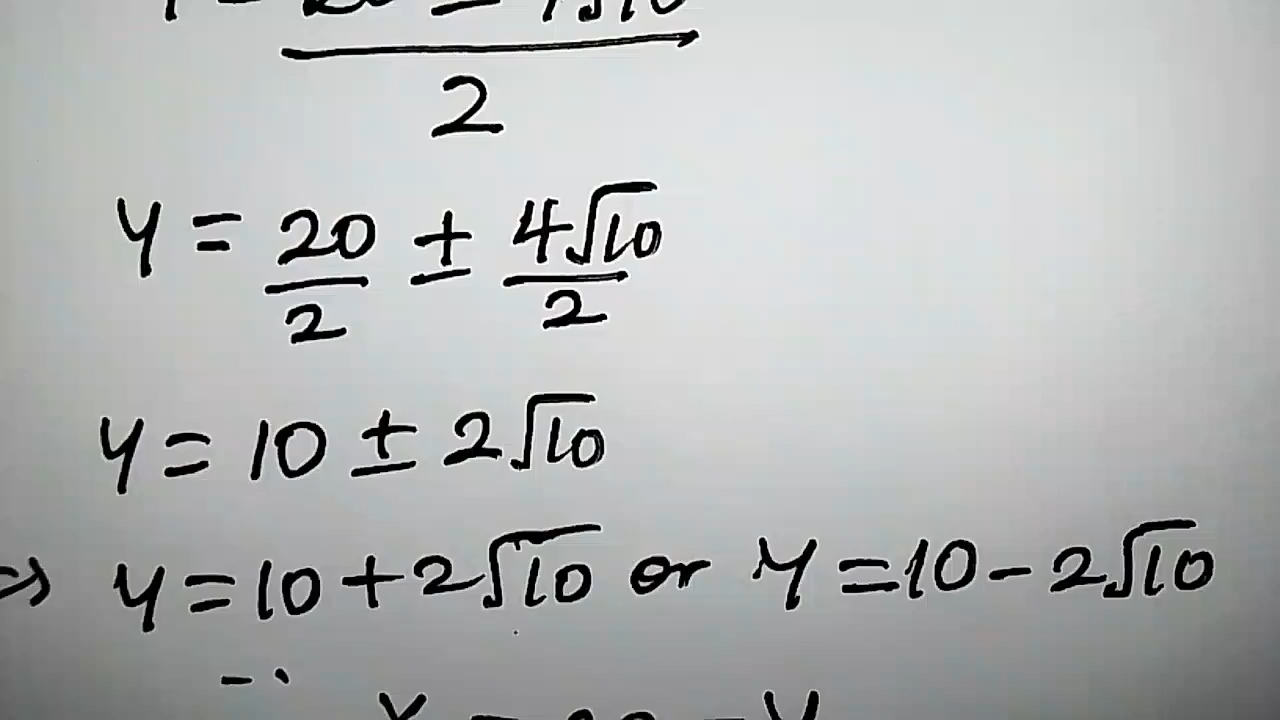 2
y = 20/2 ± 4√10/2
y = 10 ± 2√10
⇒ y = 10 + 2√10 or y = 10 - 2√10